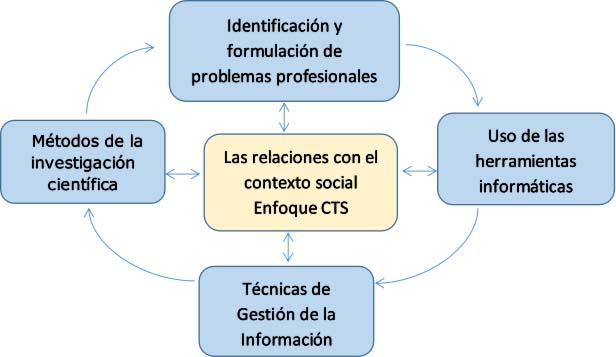 Identificación y
formulación de
problemas profesionales
Métodos de la
investigación
científica
Las relaciones con el
contexto social
Enfoque CTS
Uso de las
herramientas
informáticas
Técnicas de
Gestión de la
Información